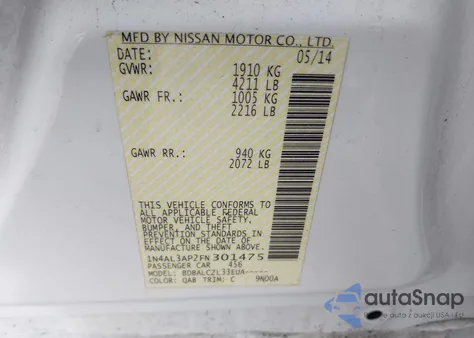 MFD BY NISSAN MOTOR CO., LTD.
DATE: 05/14
GVWR: 1910 KG
4211 LB
GAWR FR.: 1005 KG
2216 LB
GAWR RR.: 940 KG
2072 LB
THIS VEHICLE CONFORMS TO
ALL APPLICABLE FEDERAL
MOTOR VEHICLE SAFETY,
BUMPER, AND THEFT
PREVENTION STANDARDS
IN EFFECT ON THE DATE OF
MANUFACTURE SHOWN ABOVE.
1N4AL3AP2FN301475
PASSENGER CAR 456
MODEL: BDBALCZL33EUA-----
COLOR: QAB TRIM: C 9N00A
autoSnap